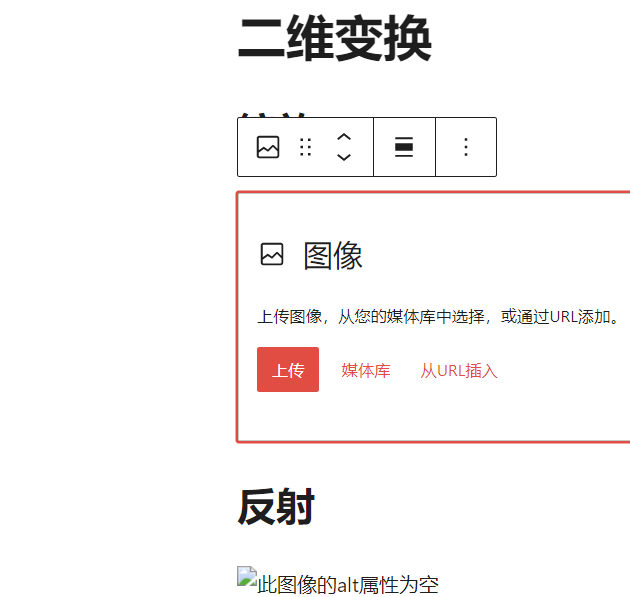 二维变换
图像
上传图像，从您的媒体库中选择，或通过URL添加。
上传 媒体库 从URL插入
反射
此图像的alt属性为空